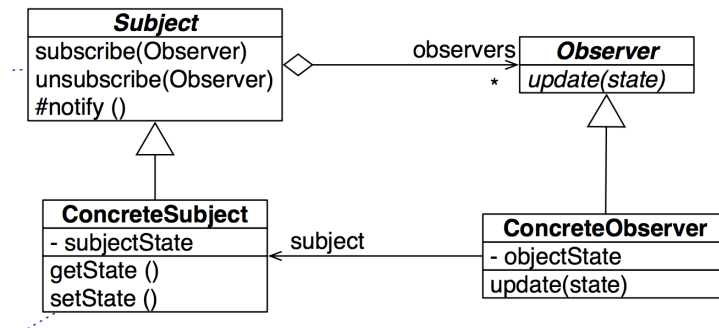 Subject
subscribe(Observer)
unsubscribe(Observer)
#notify ()
observers
*
Observer
update(state)
ConcreteSubject
- subjectState
getState ()
setState ()
subject
ConcreteObserver
- objectState
update(state)